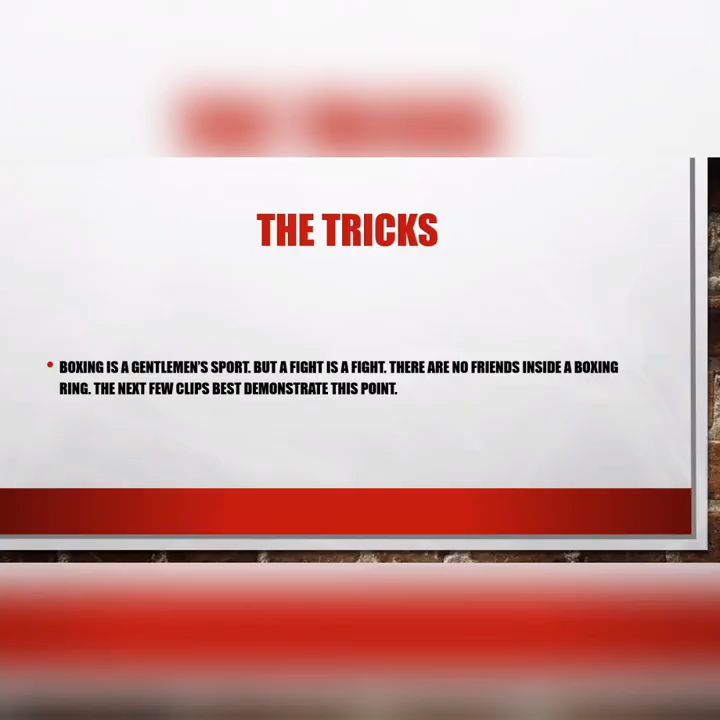 THE TRICKS
BOXING IS A GENTLEMEN'S SPORT. BUT A FIGHT IS A FIGHT. THERE ARE NO FRIENDS INSIDE A BOXING
RING. THE NEXT FEW CLIPS BEST DEMONSTRATE THIS POINT.